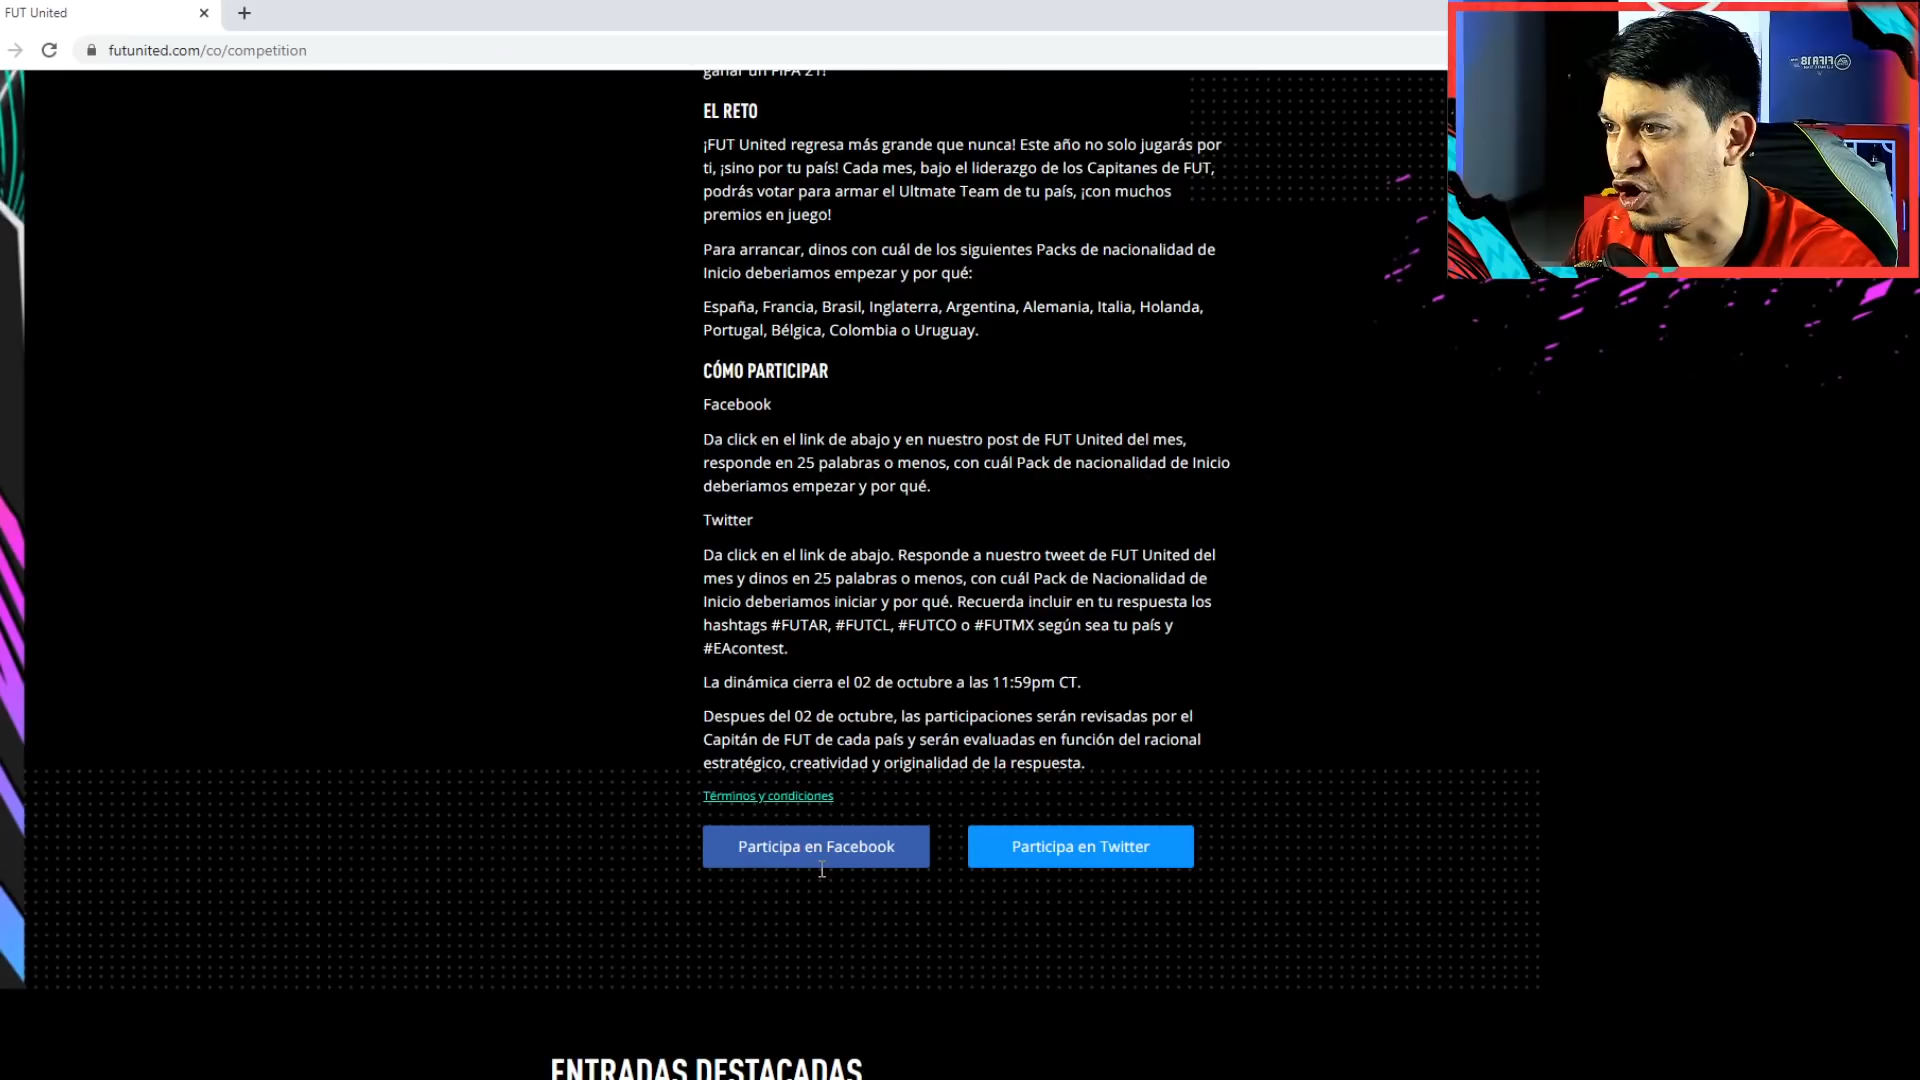 FUT United
futunited.com/co/competition
ganar un FIFA 21!
EL RETO
¡FUT United regresa más grande que nunca! Este año no solo jugarás por
ti, ¡sino por tu país! Cada mes, bajo el liderazgo de los Capitanes de FUT,
podrás votar para armar el Ultmate Team de tu país, ¡con muchos
premios en juego!
Para arrancar, dinos con cuál de los siguientes Packs de nacionalidad de
Inicio deberiamos empezar y por qué:
España, Francia, Brasil, Inglaterra, Argentina, Alemania, Italia, Holanda,
Portugal, Bélgica, Colombia o Uruguay.
CÓMO PARTICIPAR
Facebook
Da click en el link de abajo y en nuestro post de FUT United del mes,
responde en 25 palabras o menos, con cuál Pack de nacionalidad de Inicio
deberiamos empezar y por qué.
Twitter
Da click en el link de abajo. Responde a nuestro tweet de FUT United del
mes y dinos en 25 palabras o menos, con cuál Pack de Nacionalidad de
Inicio deberiamos iniciar y por qué. Recuerda incluir en tu respuesta los
hashtags #FUTAR, #FUTCL, #FUTCO o #FUTMX según sea tu país y
#EAcontest.
La dinámica cierra el 02 de octubre a las 11:59pm CT.
Despues del 02 de octubre, las participaciones serán revisadas por el
Capitán de FUT de cada país y serán evaluadas en función del racional
estratégico, creatividad y originalidad de la respuesta.
Términos y condiciones
Participa en Facebook
Participa en Twitter
ENTRADAS DESTACADAS
FIFA 18